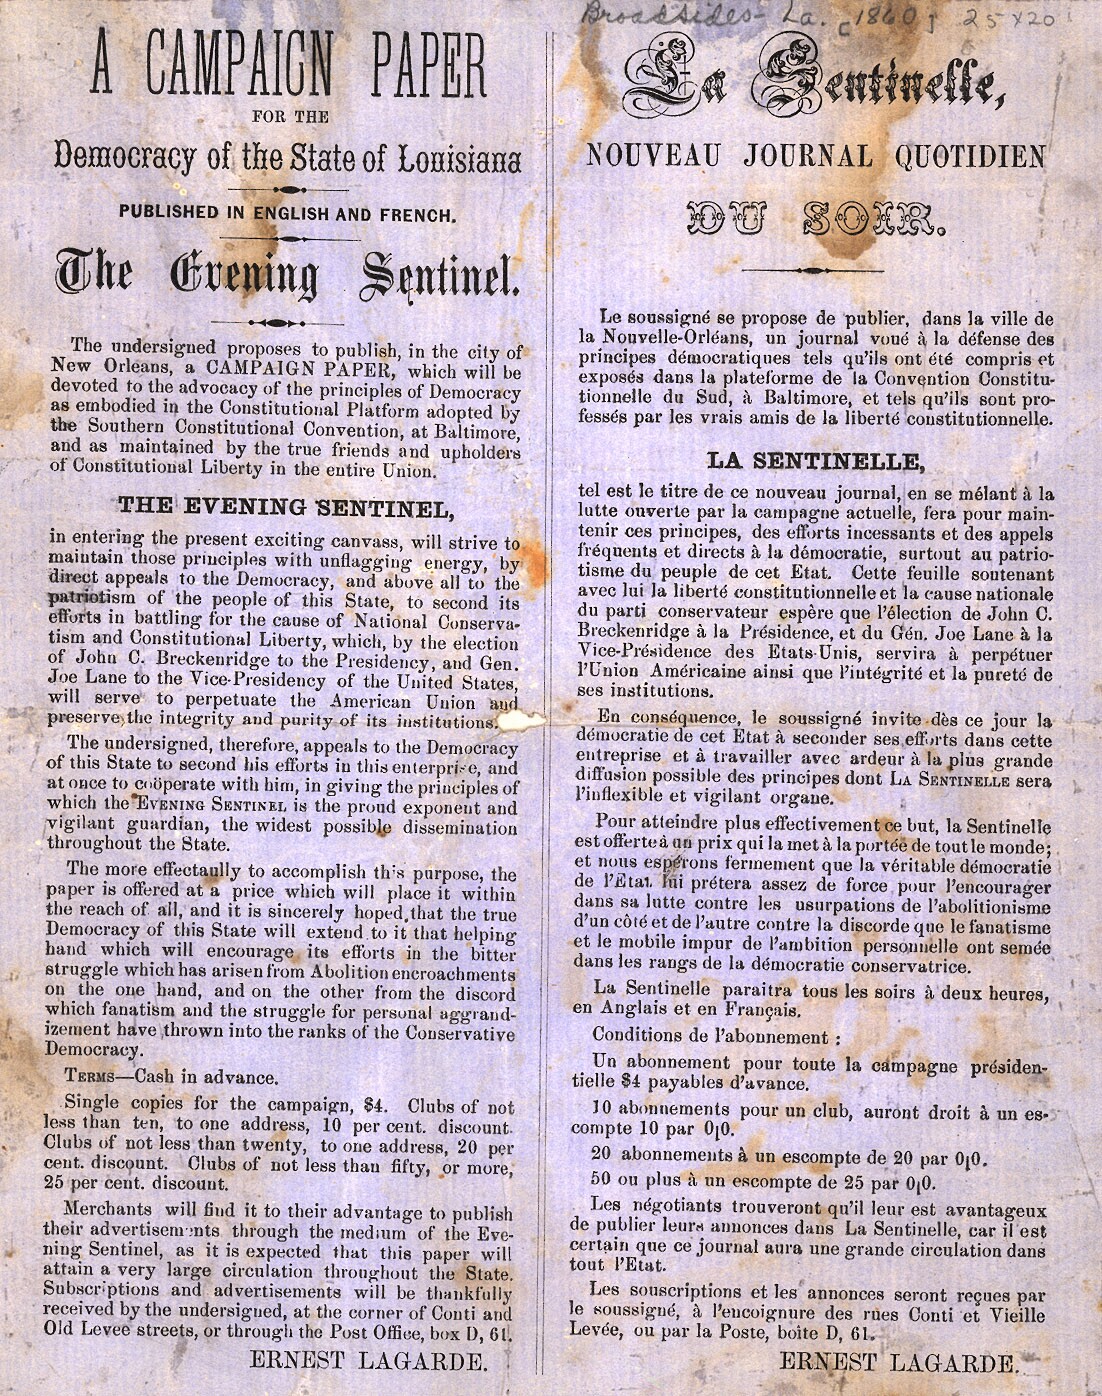 Broadsides- La. [1860] 25 x 20
A CAMPAIGN PAPER
FOR THE
Democracy of the State of Louisiana
PUBLISHED IN ENGLISH AND FRENCH.
The Evening Sentinel.
The undersigned proposes to publish, in the city of
New Orleans, a CAMPAIGN PAPER, which will be
devoted to the advocacy of the principles of Democracy
as embodied in the Constitutional Platform adopted by
the Southern Constitutional Convention, at Baltimore,
and as maintained by the true friends and upholders
of Constitutional Liberty in the entire Union.
THE EVENING SENTINEL,
in entering the present exciting canvass, will strive to
maintain those principles with unflagging energy, by
direct appeals to the Democracy, and above all to the
patriotism of the people of this State, to second its
efforts in battling for the cause of National Conserva-
tism and Constitutional Liberty, which, by the election
of John C. Breckenridge to the Presidency, and Gen.
Joe Lane to the Vice-Presidency of the United States,
will serve to perpetuate the American Union and
preserve the integrity and purity of its institutions.
The undersigned, therefore, appeals to the Democracy
of this State to second his efforts in this enterprise, and
at once to coöperate with him, in giving the principles of
which the EVENING SENTINEL is the proud exponent and
vigilant guardian, the widest possible dissemination
throughout the State.
The more effectaully to accomplish this purpose, the
paper is offered at a price which will place it within
the reach of all, and it is sincerely hoped that the true
Democracy of this State will extend to it that helping
hand which will encourage its efforts in the bitter
struggle which has arisen from Abolition encroachments
on the one hand, and on the other from the discord
which fanatism and the struggle for personal aggrand-
izement have thrown into the ranks of the Conservative
Democracy.
TERMS—Cash in advance.
Single copies for the campaign, $4. Clubs of not
less than ten, to one address, 10 per cent. discount.
Clubs of not less than twenty, to one address, 20 per
cent. discount. Clubs of not less than fifty, or more,
25 per cent. discount.
Merchants will find it to their advantage to publish
their advertisements through the medium of the Eve-
ning Sentinel, as it is expected that this paper will
attain a very large circulation throughout the State.
Subscriptions and advertisements will be thankfully
received by the undersigned, at the corner of Conti and
Old Levee streets, or through the Post Office, box D, 61.
ERNEST LAGARDE.
La Sentinelle,
NOUVEAU JOURNAL QUOTIDIEN
DU SOIR.
Le soussigné se propose de publier, dans la ville de
la Nouvelle-Orléans, un journal voué à la défense des
principes démocratiques tels qu'ils ont été compris et
exposés dans la plateforme de la Convention Constitu-
tionnelle du Sud, à Baltimore, et tels qu'ils sont pro-
fessés par les vrais amis de la liberté constitutionnelle.
LA SENTINELLE,
tel est le titre de ce nouveau journal, en se mêlant à la
lutte ouverte par la campagne actuelle, fera pour main-
tenir ces principes, des efforts incessants et des appels
fréquents et directs à la démocratie, surtout au patrio-
tisme du peuple de cet Etat. Cette feuille soutenant
avec lui la liberté constitutionnelle et la cause nationale
du parti conservateur espère que l'élection de John C.
Breckenridge à la Présidence, et du Gén. Joe Lane à la
Vice-Présidence des Etats-Unis, servira à perpétuer
l'Union Américaine ainsi que l'intégrité et la pureté de
ses institutions.
En conséquence, le soussigné invite dès ce jour la
démocratie de cet Etat à seconder ses efforts dans cette
entreprise et à travailler avec ardeur à la plus grande
diffusion possible des principes dont LA SENTINELLE sera
l'inflexible et vigilant organe.
Pour atteindre plus effectivement ce but, la Sentinelle
est offerte à un prix qui la met à la portée de tout le monde;
et nous espérons fermement que la véritable démocratie
de l'Etat lui prêtera assez de force pour l'encourager
dans sa lutte contre les usurpations de l'abolitionisme
d'un côté et de l'autre contre la discorde que le fanatisme
et le mobile impur de l'ambition personnelle ont semée
dans les rangs de la démocratie conservatrice.
La Sentinelle paraitra tous les soirs à deux heures,
en Anglais et en Français.
Conditions de l'abonnement :
Un abonnement pour toute la campagne présiden-
tielle $4 payables d'avance.
10 abonnements pour un club, auront droit à un es-
compte 10 par 0|0.
20 abonnements à un escompte de 20 par 0|0.
50 ou plus à un escompte de 25 par 0|0.
Les négotiants trouveront qu'il leur est avantageux
de publier leurs annonces dans La Sentinelle, car il est
certain que ce journal aura une grande circulation dans
tout l'Etat.
Les souscriptions et les annonces seront reçues par
le soussigné, à l'encoignure des rues Conti et Vieille
Levée, ou par la Poste, boite D, 61.
ERNEST LAGARDE.